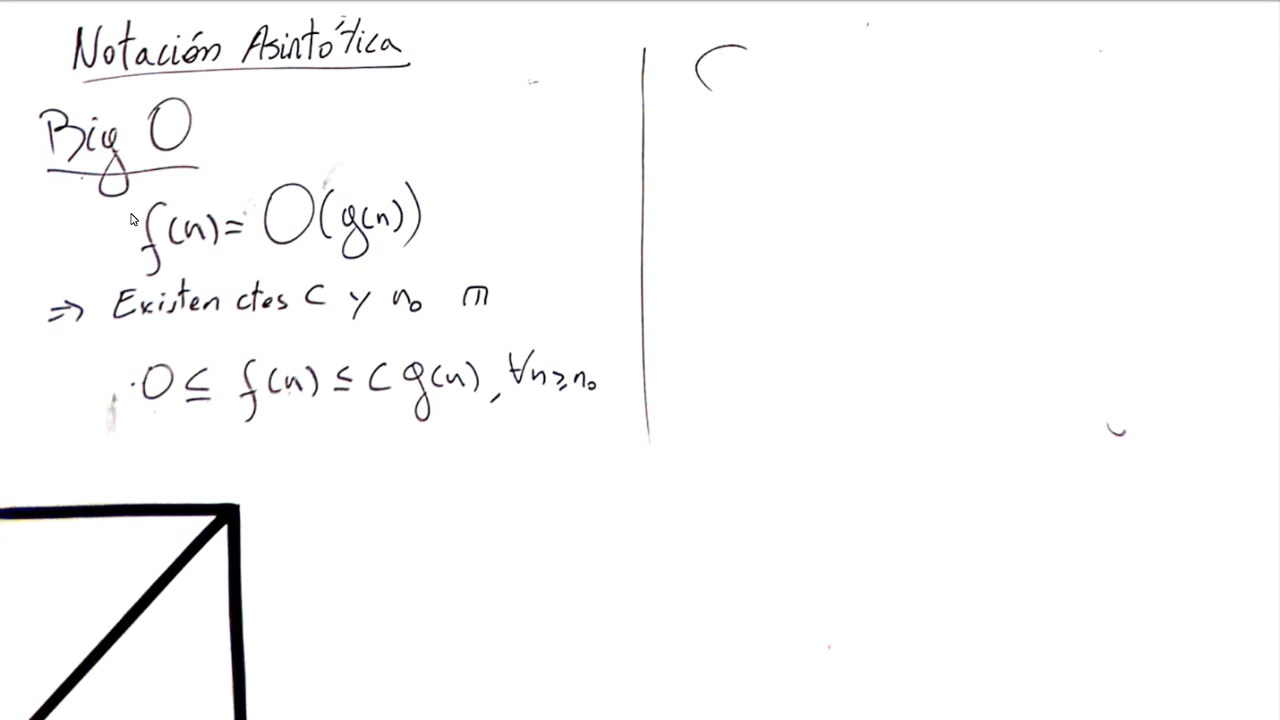 Notación Asintótica
Big O
f(n) = O(g(n))
⇒ Existen ctes C y n₀
0 ≤ f(n) ≤ C g(n), ∀n ≥ n₀